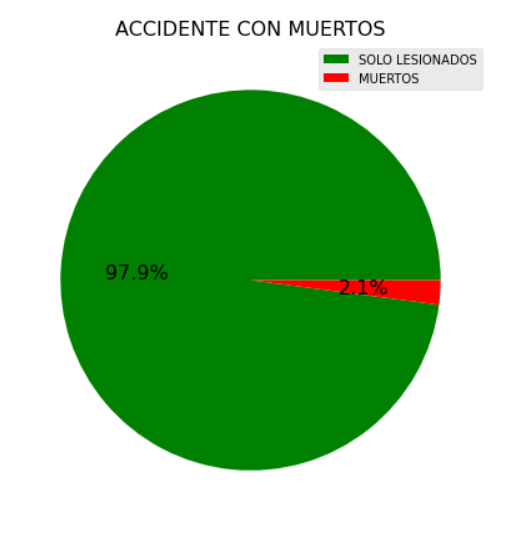 ACCIDENTE CON MUERTOS
SOLO LESIONADOS
MUERTOS
97.9%
2.1%